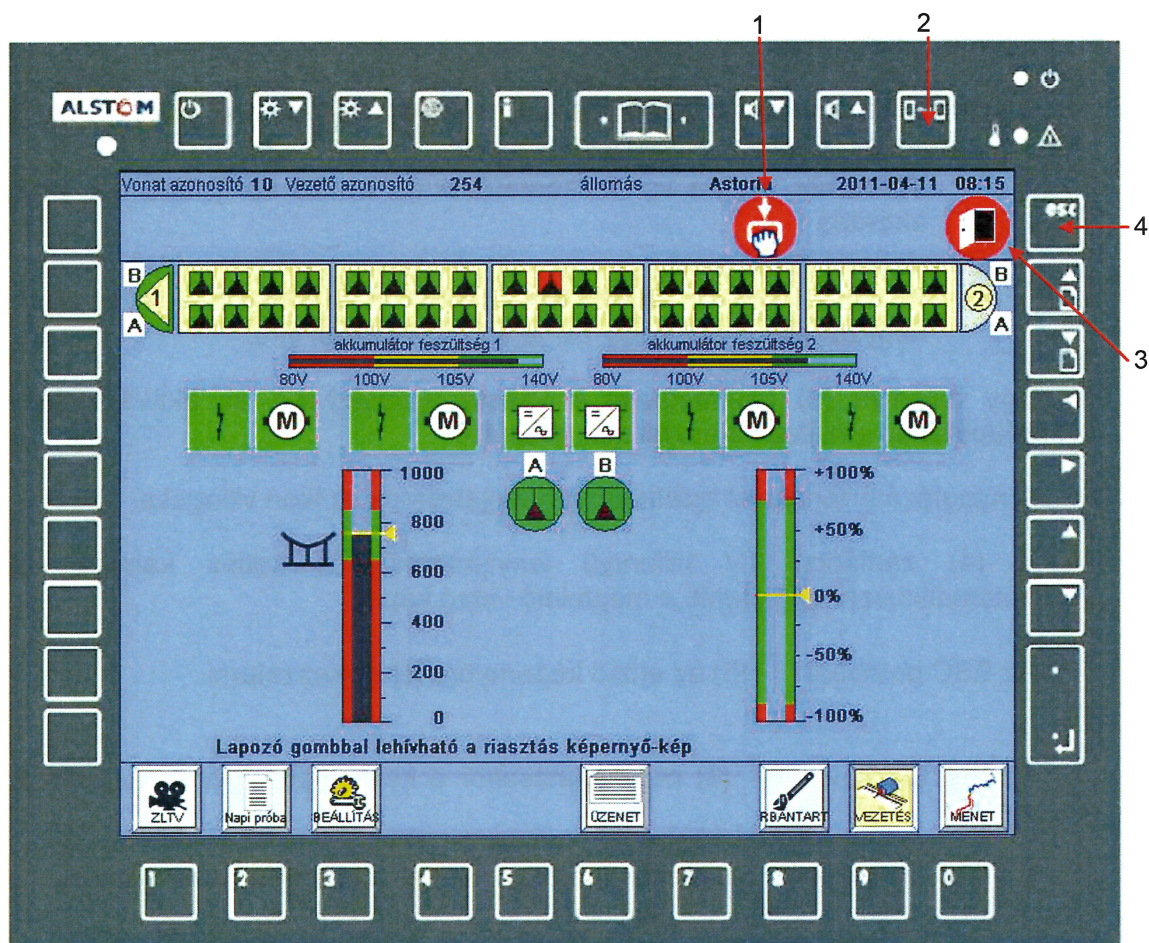 1
2
ALSTOM
Vonat azonosító 10 Vezető azonosító 254 állomás Astoria 2011-04-11 08:15
esc
4
B
1
A
B
2
A
3
akkumulátor feszültség 1
akkumulátor feszültség 2
80V 100V 105V 140V
80V 100V 105V 140V
M M M M
A B
1000
800
600
400
200
0
+100%
+50%
0%
-50%
-100%
Lapozó gombbal lehívható a riasztás képernyő-kép
ZLTV
Napi próba
BEÁLLÍTÁS
ÜZENET
RBANTART
VEZETÉS
MENET
1 2 3 4 5 6 7 8 9 0